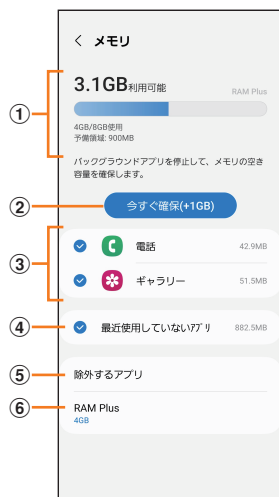 メモリ
① 3.1GB利用可能 RAM Plus
4GB/8GB使用
予備領域: 900MB
バックグラウンドアプリを停止して、メモリの空き
容量を確保します。
② 今すぐ確保(+1GB)
③ 電話 42.9MB
ギャラリー 51.5MB
④ 最近使用していないｱﾌﾟﾘ 882.5MB
⑤ 除外するアプリ
⑥ RAM Plus
4GB